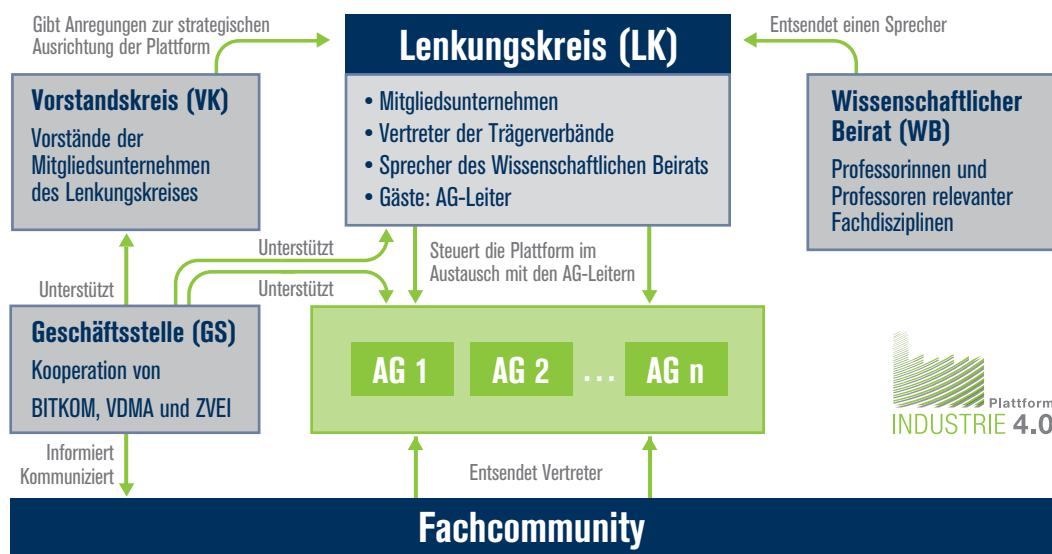 Gibt Anregungen zur strategischen
Ausrichtung der Plattform
Lenkungskreis (LK)
Entsendet einen Sprecher
Vorstandskreis (VK)
Vorstände der
Mitgliedsunternehmen
des Lenkungskreises
• Mitgliedsunternehmen
• Vertreter der Trägerverbände
• Sprecher des Wissenschaftlichen Beirats
• Gäste: AG-Leiter
Wissenschaftlicher
Beirat (WB)
Professorinnen und
Professoren relevanter
Fachdisziplinen
Unterstützt
Unterstützt
Unterstützt
Steuert die Plattform im
Austausch mit den AG-Leitern
Geschäftsstelle (GS)
Kooperation von
BITKOM, VDMA und ZVEI
AG 1
AG 2
...
AG n
Plattform
INDUSTRIE 4.0
Informiert
Kommuniziert
Entsendet Vertreter
Fachcommunity